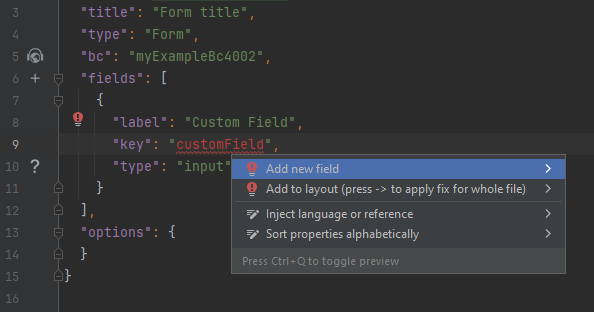 3 "title": "Form title",
4 "type": "Form",
5 "bc": "myExampleBc4002",
6 "fields": [
7 {
8 "label": "Custom Field",
9 "key": "customField",
10 "type": "input"
Add new field
11 }
Add to layout (press -> to apply fix for whole file)
12 ],
Inject language or reference
13 "options": {
Sort properties alphabetically
14 }
Press Ctrl+Q to toggle preview
15 }
16